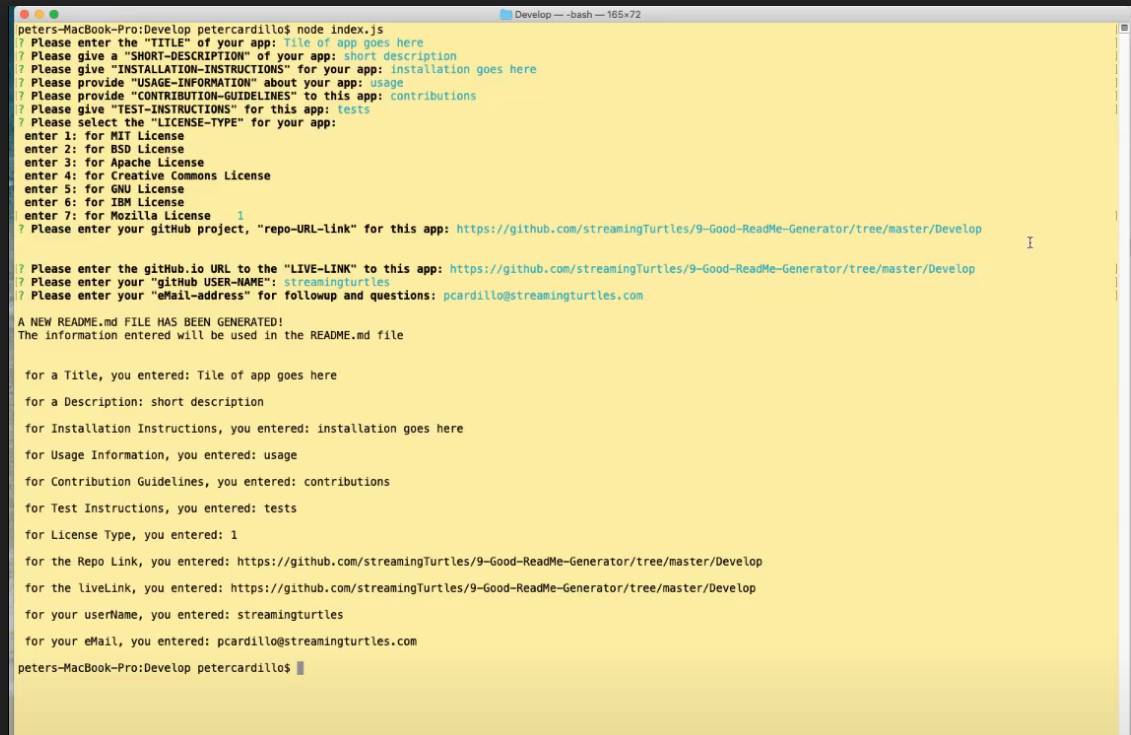 Develop — -bash — 165×72
peters-MacBook-Pro:Develop petercardillo$ node index.js
? Please enter the "TITLE" of your app: Tile of app goes here
? Please give a "SHORT-DESCRIPTION" of your app: short description
? Please give "INSTALLATION-INSTRUCTIONS" for your app: installation goes here
? Please provide "USAGE-INFORMATION" about your app: usage
? Please provide "CONTRIBUTION-GUIDELINES" to this app: contributions
? Please give "TEST-INSTRUCTIONS" for this app: tests
? Please select the "LICENSE-TYPE" for your app:
enter 1: for MIT License
enter 2: for BSD License
enter 3: for Apache License
enter 4: for Creative Commons License
enter 5: for GNU License
enter 6: for IBM License
enter 7: for Mozilla License 1
? Please enter your gitHub project, "repo-URL-link" for this app: https://github.com/streamingTurtles/9-Good-ReadMe-Generator/tree/master/Develop
? Please enter the gitHub.io URL to the "LIVE-LINK" to this app: https://github.com/streamingTurtles/9-Good-ReadMe-Generator/tree/master/Develop
? Please enter your "gitHub USER-NAME": streamingturtles
? Please enter your "eMail-address" for followup and questions: pcardillo@streamingturtles.com
A NEW README.md FILE HAS BEEN GENERATED!
The information entered will be used in the README.md file
for a Title, you entered: Tile of app goes here
for a Description: short description
for Installation Instructions, you entered: installation goes here
for Usage Information, you entered: usage
for Contribution Guidelines, you entered: contributions
for Test Instructions, you entered: tests
for License Type, you entered: 1
for the Repo Link, you entered: https://github.com/streamingTurtles/9-Good-ReadMe-Generator/tree/master/Develop
for the liveLink, you entered: https://github.com/streamingTurtles/9-Good-ReadMe-Generator/tree/master/Develop
for your userName, you entered: streamingturtles
for your eMail, you entered: pcardillo@streamingturtles.com
peters-MacBook-Pro:Develop petercardillo$